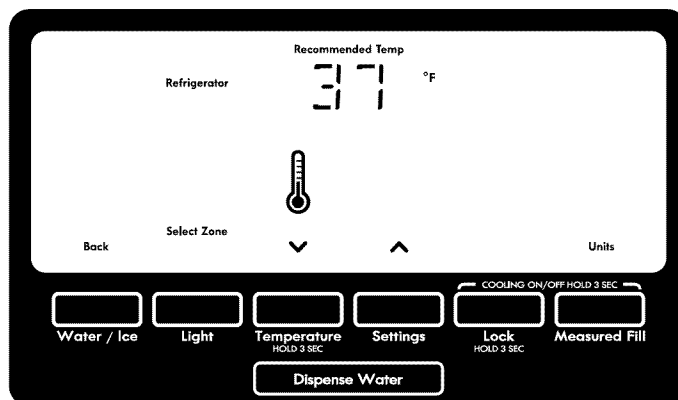 Recommended Temp
Refrigerator 37 °F
Select Zone
Back Units
COOLING ON/OFF HOLD 3 SEC
Water / Ice Light Temperature Settings Lock Measured Fill
HOLD 3 SEC HOLD 3 SEC
Dispense Water